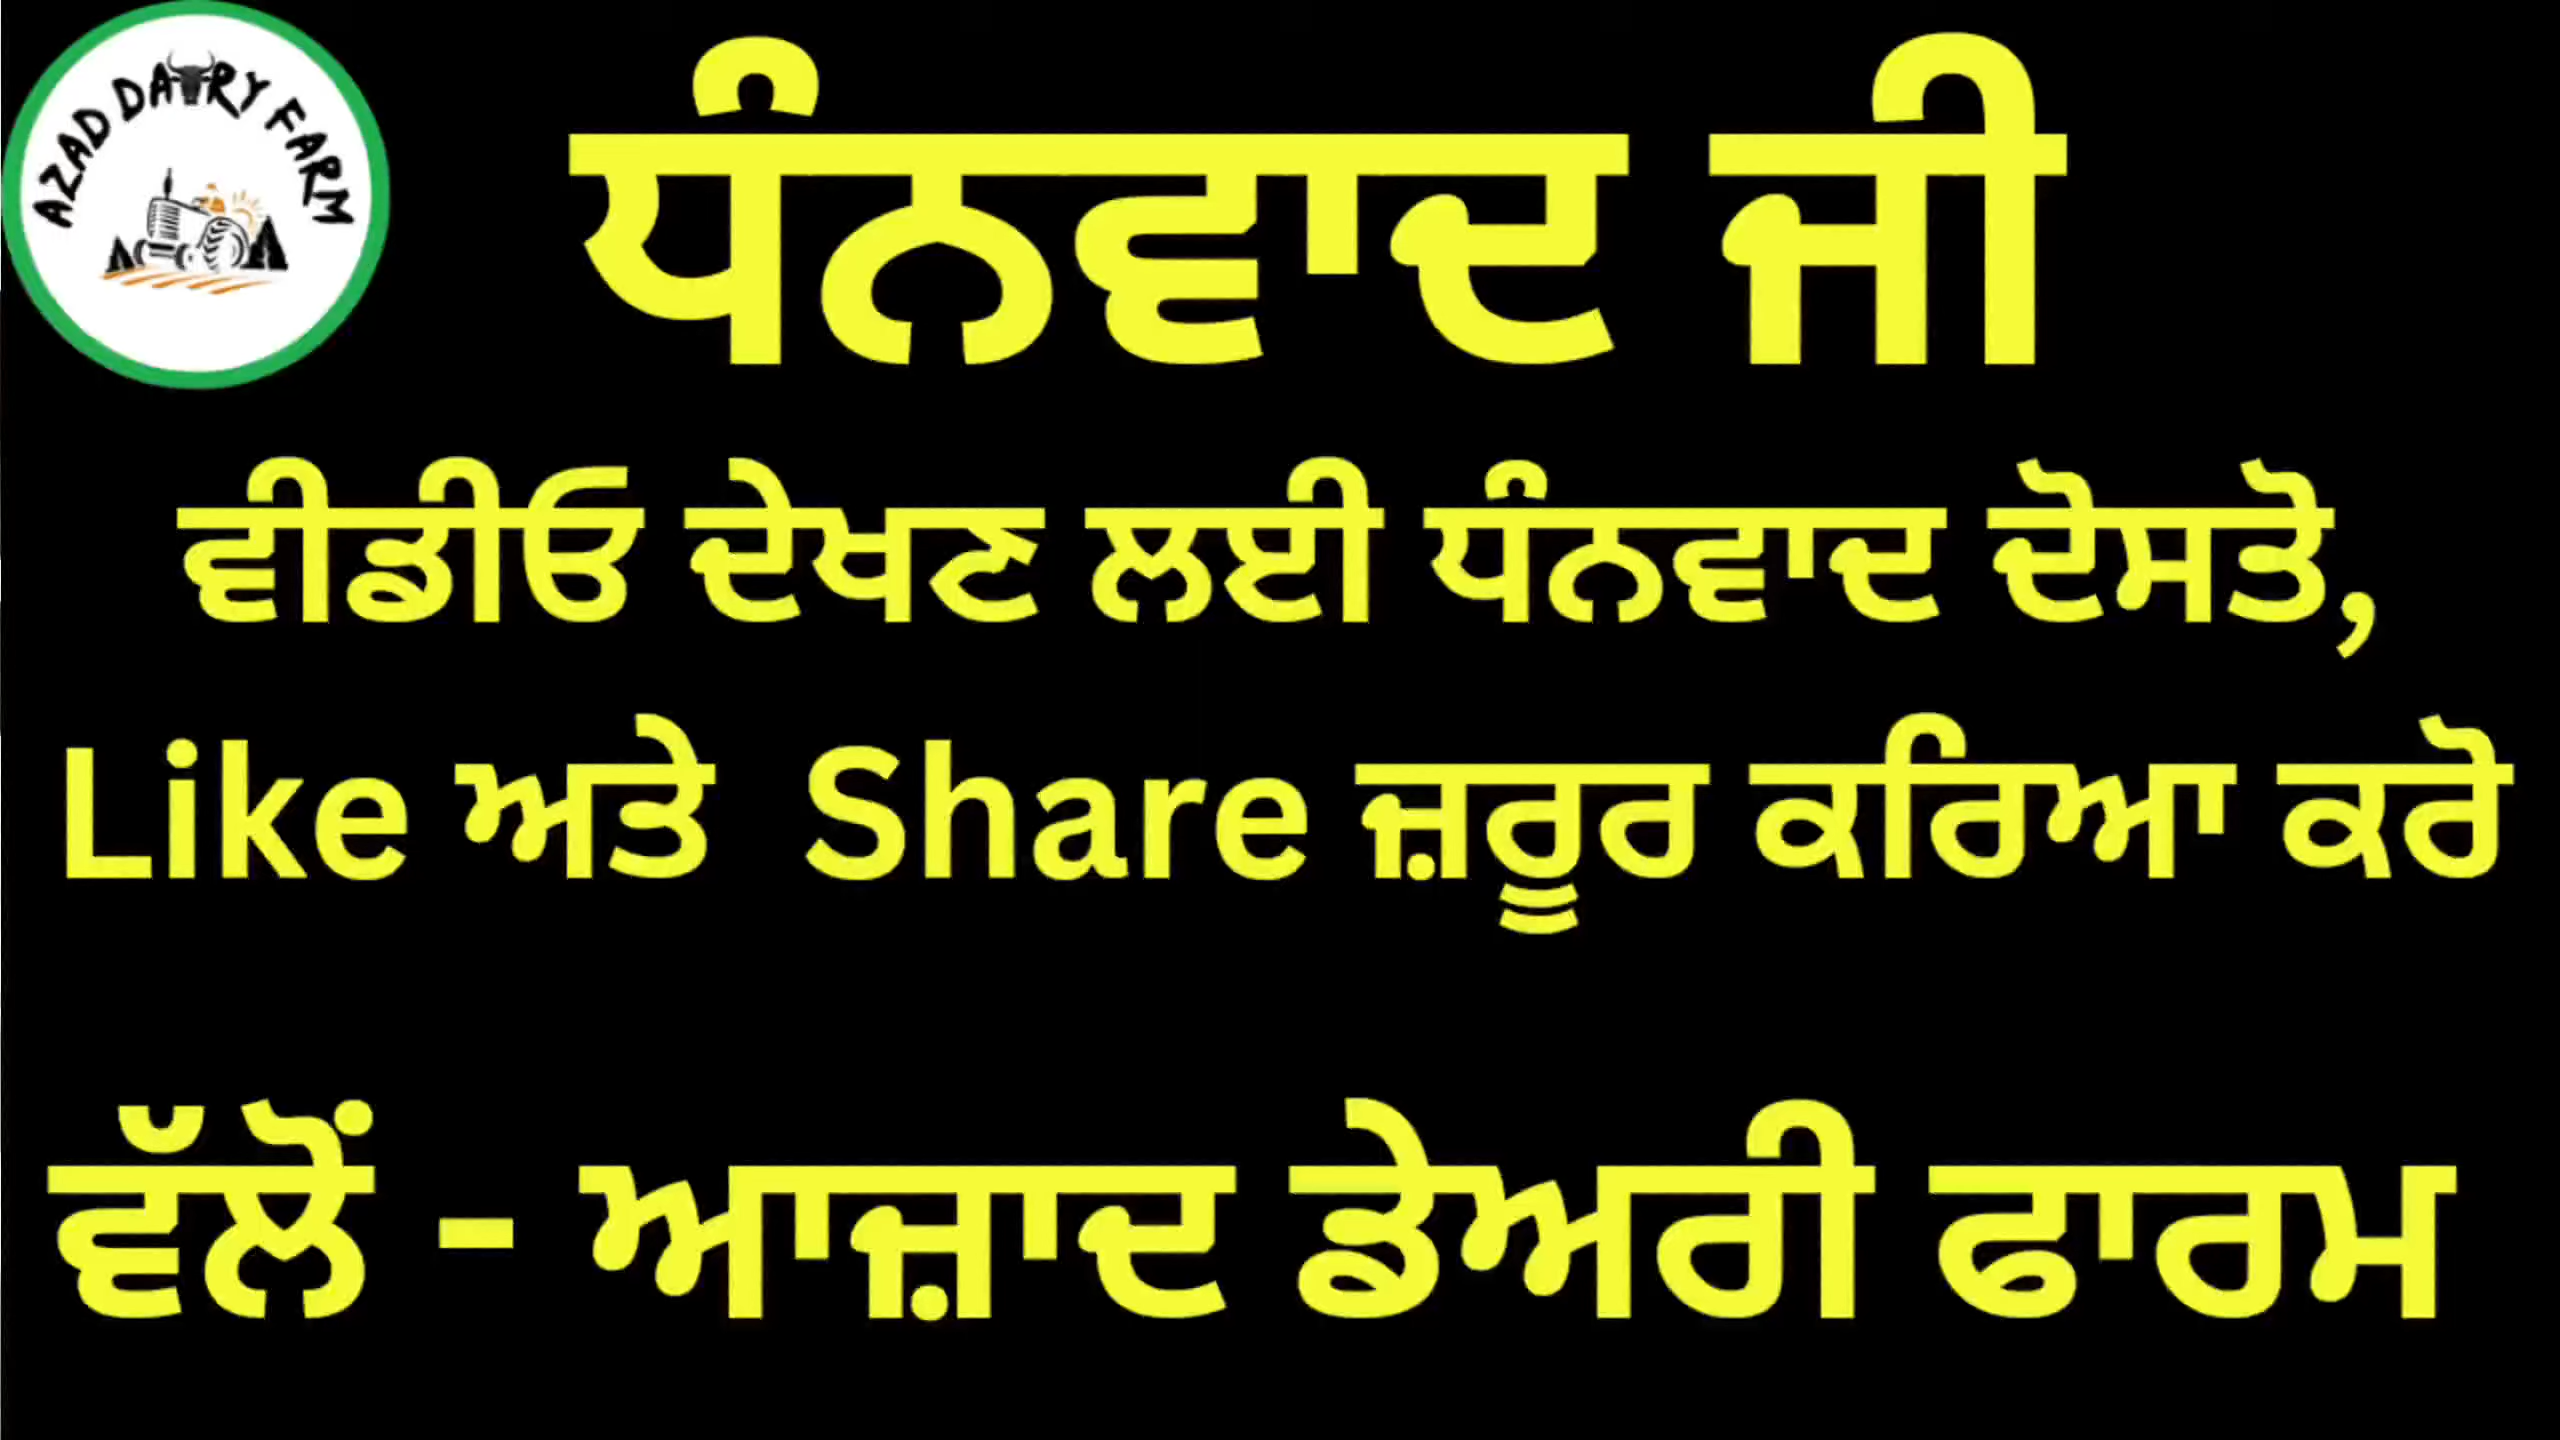 AZAD DAIRY FARM
ਧੰਨਵਾਦ ਜੀ
ਵੀਡੀਓ ਦੇਖਣ ਲਈ ਧੰਨਵਾਦ ਦੋਸਤੋ,
Like ਅਤੇ Share ਜ਼ਰੂਰ ਕਰਿਆ ਕਰੋ
ਵੱਲੋਂ - ਆਜ਼ਾਦ ਡੇਅਰੀ ਫਾਰਮ